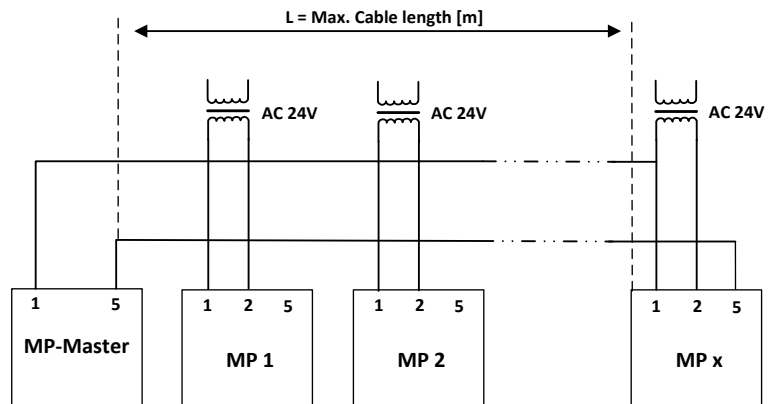 L = Max. Cable length [m]
AC 24V
AC 24V
AC 24V
1 5 1 2 5 1 2 5 1 2 5
MP-Master MP 1 MP 2 MP x